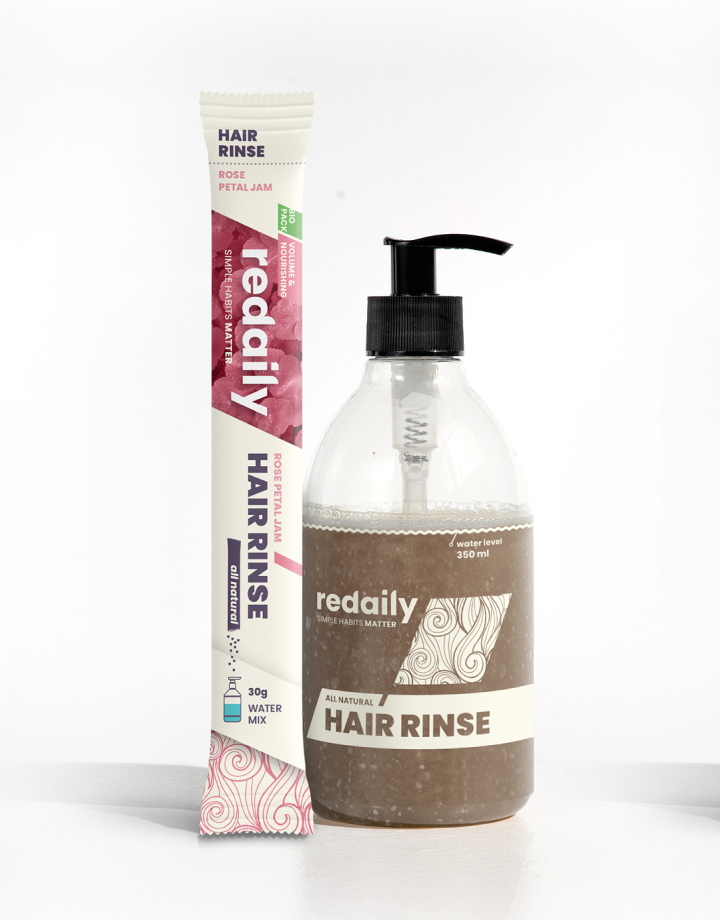 HAIR
RINSE
ROSE
PETAL JAM
BIO
PACK
VOLUME &
NOURISHING
redaily
SIMPLE HABITS MATTER
ROSE PETAL JAM
HAIR RINSE
all natural
30g
WATER
MIX
water level
350 ml
redaily
SIMPLE HABITS MATTER
ALL NATURAL
HAIR RINSE